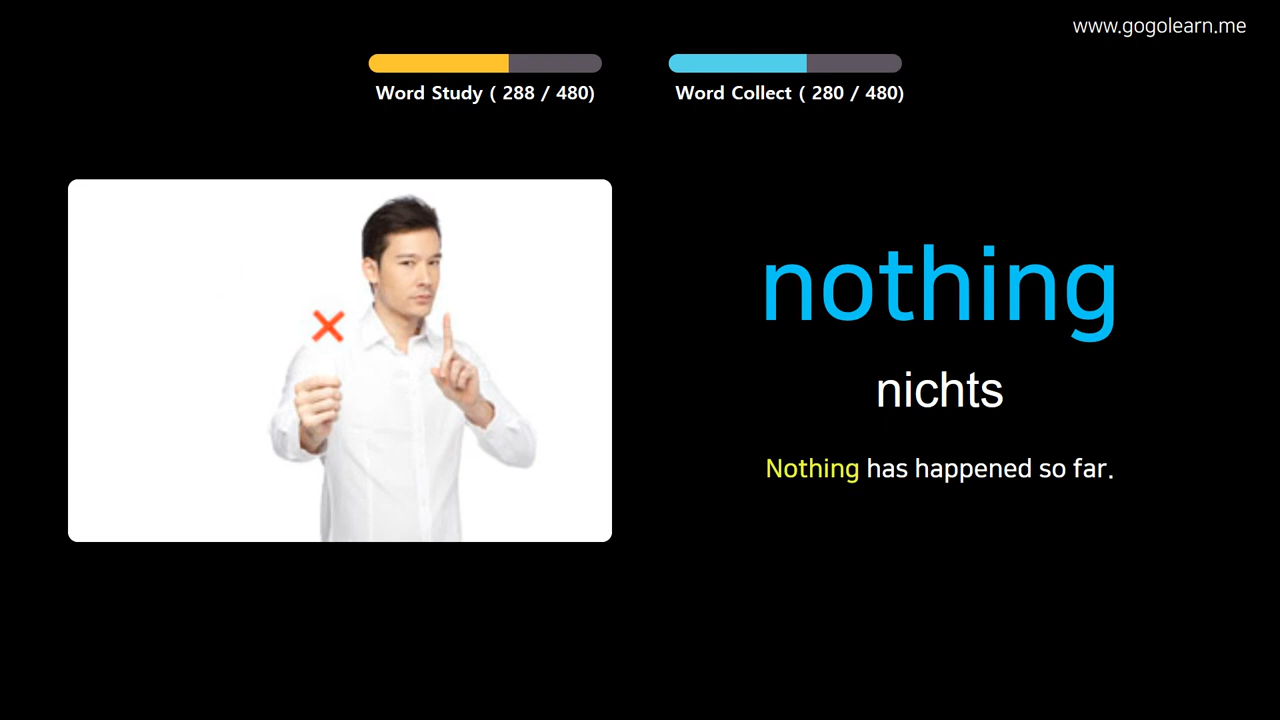 www.gogolearn.me
Word Study ( 288 / 480)
Word Collect ( 280 / 480)
nothing
nichts
Nothing has happened so far.